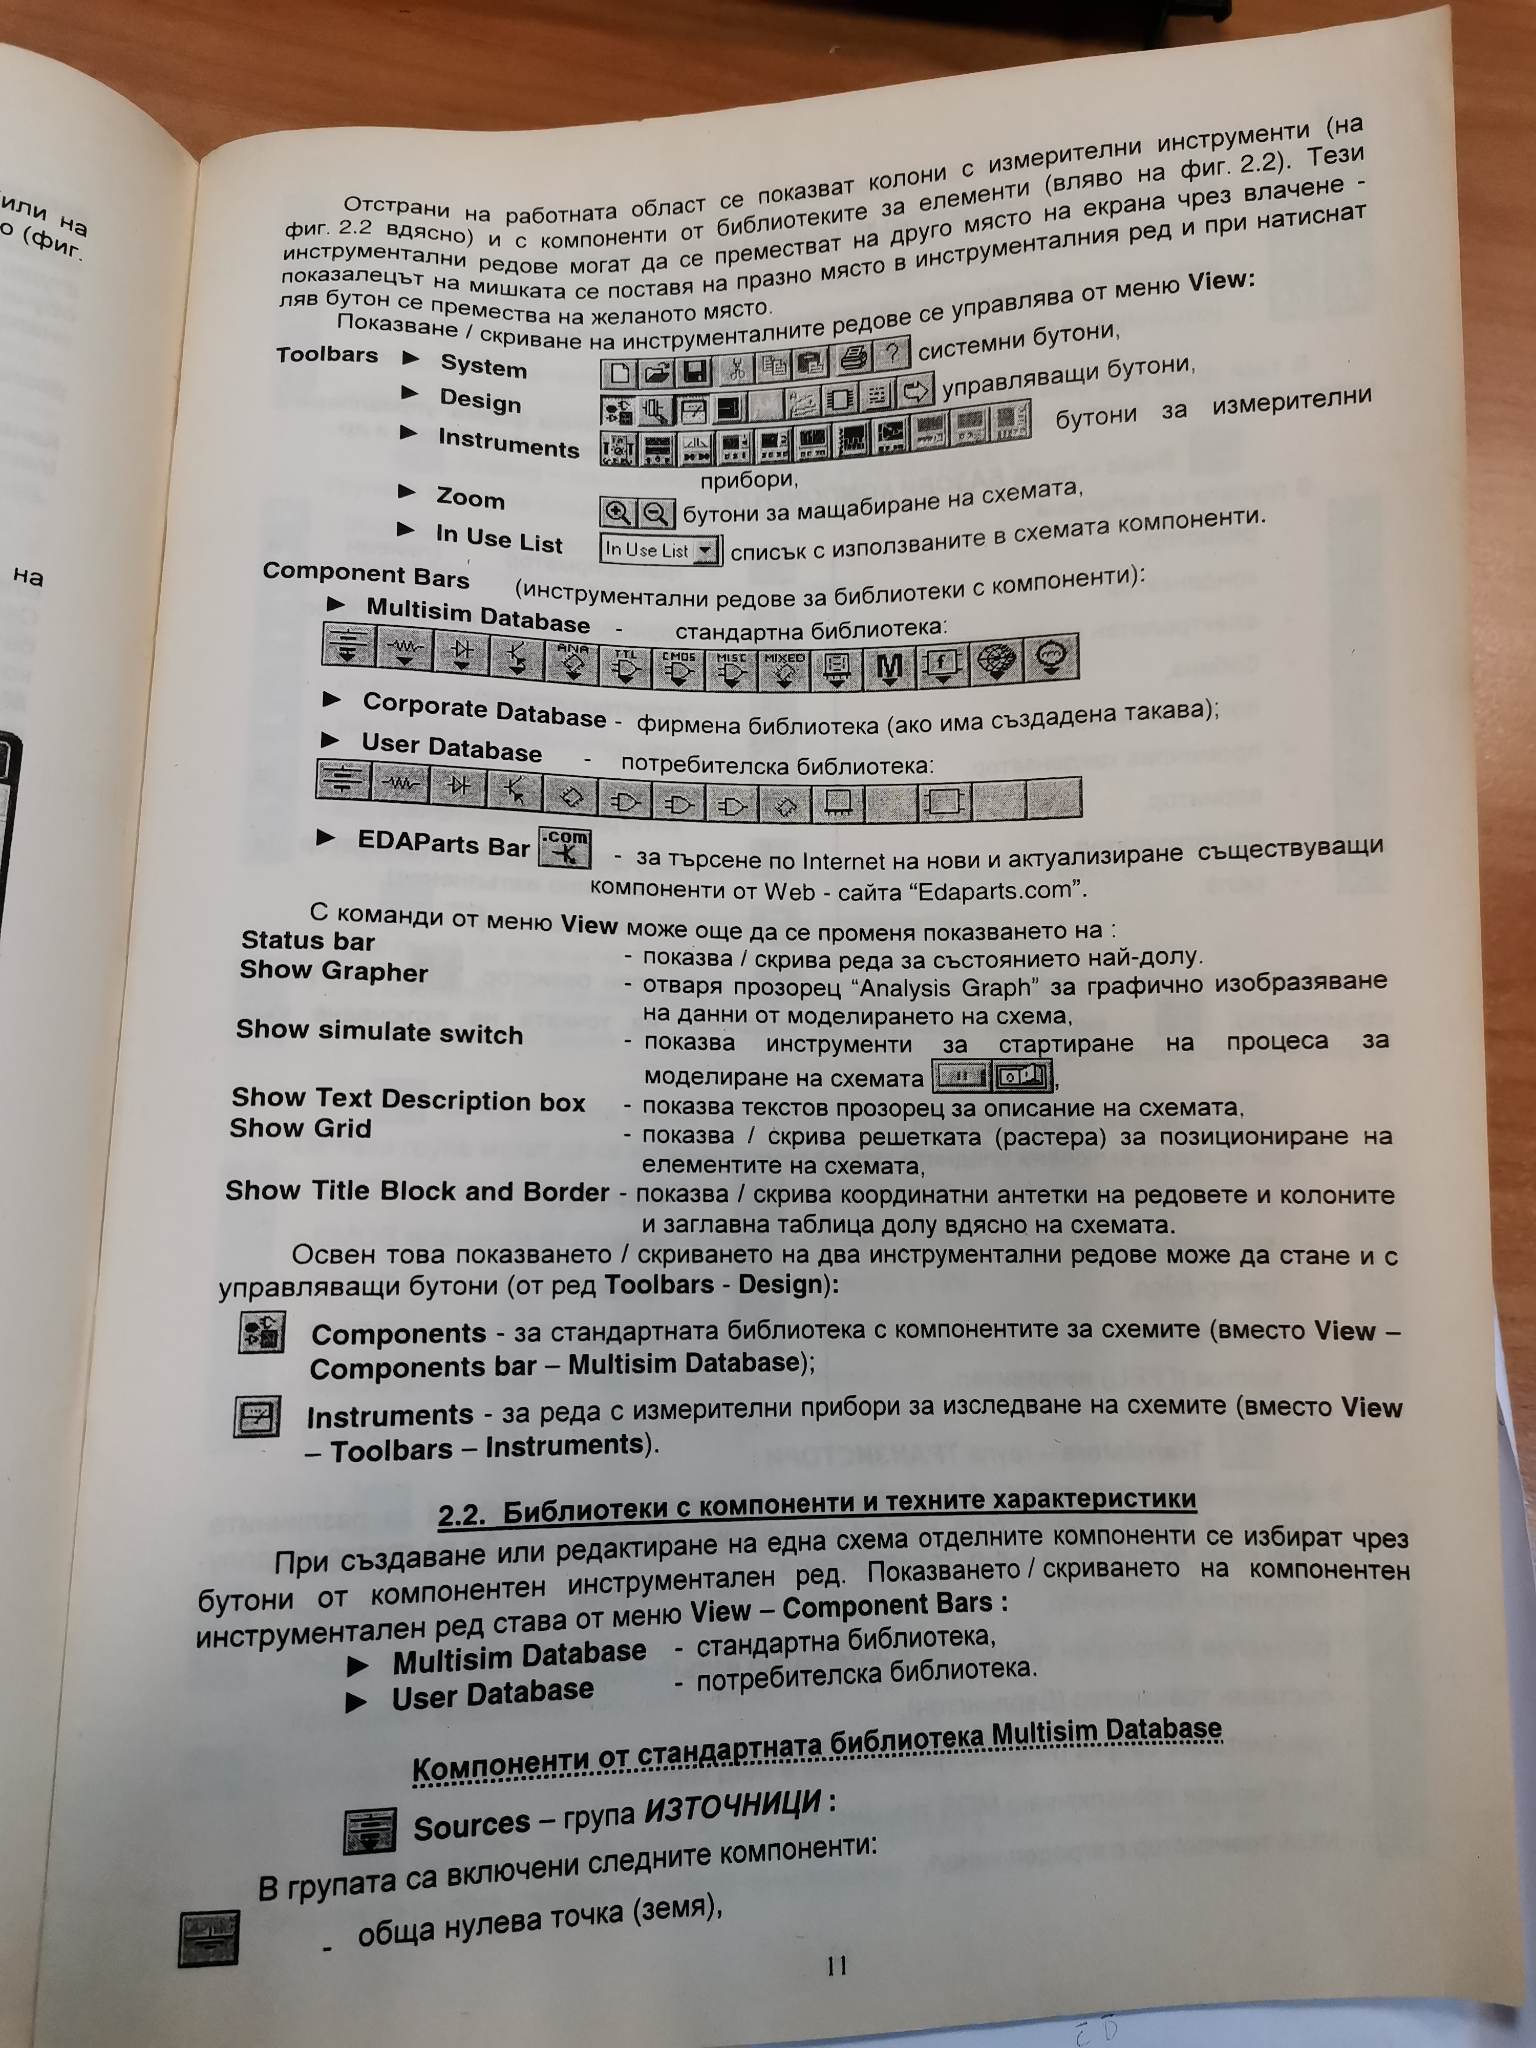 или на
о (фиг.
на
Отстрани на работната област се показват колони с измерителни инструменти (на
фиг. 2.2 вдясно) и с компоненти от библиотеките за елементи (вляво на фиг. 2.2). Тези
инструментални редове могат да се преместват на друго място на екрана чрез влачене -
показалецът на мишката се поставя на празно място в инструменталния ред и при натиснат
ляв бутон се премества на желаното място.
Показване / скриване на инструменталните редове се управлява от меню View:
Toolbars ► System ? системни бутони,
► Design управляващи бутони,
► Instruments бутони за измерителни
прибори,
► Zoom бутони за мащабиране на схемата,
► In Use List In Use List списък с използваните в схемата компоненти.
Component Bars (инструментални редове за библиотеки с компоненти):
► Multisim Database - стандартна библиотека:
ANA TTL CMOS MISC MIXED M f
► Corporate Database - фирмена библиотека (ако има създадена такава);
► User Database - потребителска библиотека:
► EDAParts Bar .com - за търсене по Internet на нови и актуализиране съществуващи
компоненти от Web - сайта “Edaparts.com”.
С команди от меню View може още да се променя показването на :
Status bar - показва / скрива реда за състоянието най-долу.
Show Grapher - отваря прозорец “Analysis Graph” за графично изобразяване
на данни от моделирането на схема,
Show simulate switch - показва инструменти за стартиране на процеса за
моделиране на схемата ,
Show Text Description box - показва текстов прозорец за описание на схемата,
Show Grid - показва / скрива решетката (растера) за позициониране на
елементите на схемата,
Show Title Block and Border - показва / скрива координатни антетки на редовете и колоните
и заглавна таблица долу вдясно на схемата.
Освен това показването / скриването на два инструментални редове може да стане и с
управляващи бутони (от ред Toolbars - Design):
Components - за стандартната библиотека с компонентите за схемите (вместо View –
Components bar – Multisim Database);
Instruments - за реда с измерителни прибори за изследване на схемите (вместо View
– Toolbars – Instruments).
2.2. Библиотеки с компоненти и техните характеристики
При създаване или редактиране на една схема отделните компоненти се избират чрез
бутони от компонентен инструментален ред. Показването / скриването на компонентен
инструментален ред става от меню View – Component Bars :
► Multisim Database - стандартна библиотека,
► User Database - потребителска библиотека.
Компоненти от стандартната библиотека Multisim Database
Sources – група ИЗТОЧНИЦИ :
В групата са включени следните компоненти:
- обща нулева точка (земя),
11